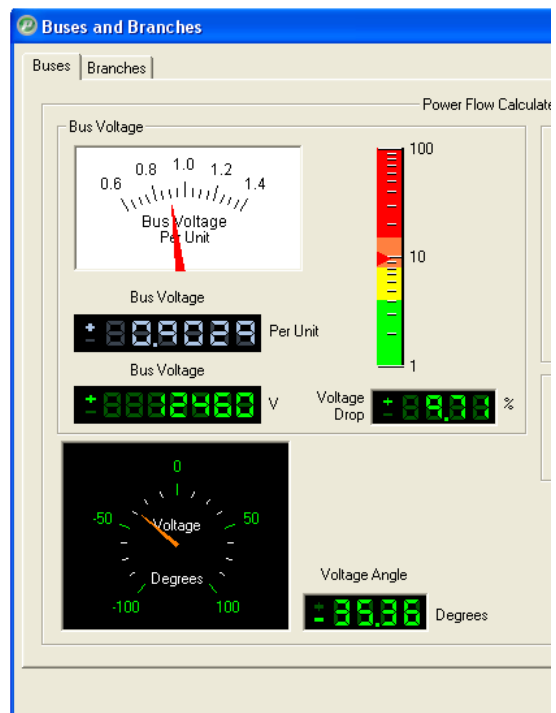 Buses and Branches
Buses Branches
Power Flow Calculate
Bus Voltage
0.6 0.8 1.0 1.2 1.4
Bus Voltage
Per Unit
100
10
1
Bus Voltage
+0.9029 Per Unit
Bus Voltage
+12460 V
Voltage
Drop
+9.71 %
0
-50 50
-100 100
Voltage
Degrees
Voltage Angle
-35.36 Degrees